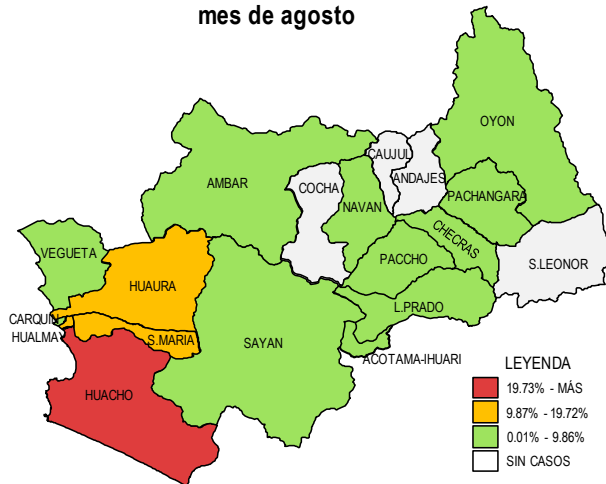 mes de agosto
OYON
CAUJUL
ANDAJES
AMBAR
COCHA
NAVAN
PACHANGARA
CHECRAS
VEGUETA
PACCHO
S.LEONOR
HUAURA
L.PRADO
CARQUIN
HUALMA
S.MARIA
SAYAN
ACOTAMA-IHUARI
HUACHO
LEYENDA
19.73% - MÁS
9.87% - 19.72%
0.01% - 9.86%
SIN CASOS